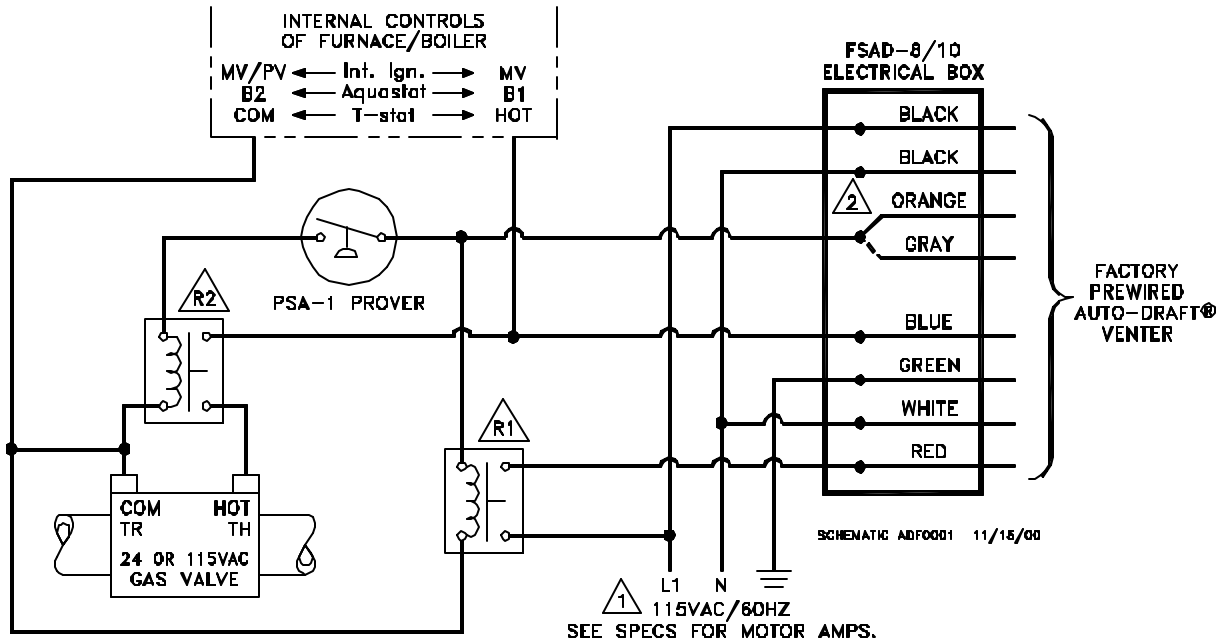 INTERNAL CONTROLS
OF FURNACE/BOILER
MV/PV Int. Ign. MV
B2 Aquastat B1
COM T-stat HOT
FSAD-8/10
ELECTRICAL BOX
BLACK
BLACK
2
ORANGE
GRAY
BLUE
GREEN
WHITE
RED
FACTORY
PREWIRED
AUTO-DRAFT®
VENTER
PSA-1 PROVER
R2
R1
COM HOT
TR TH
24 OR 115VAC
GAS VALVE
SCHEMATIC ADF0001 11/15/00
L1 N
1 115VAC/60HZ
SEE SPECS FOR MOTOR AMPS.